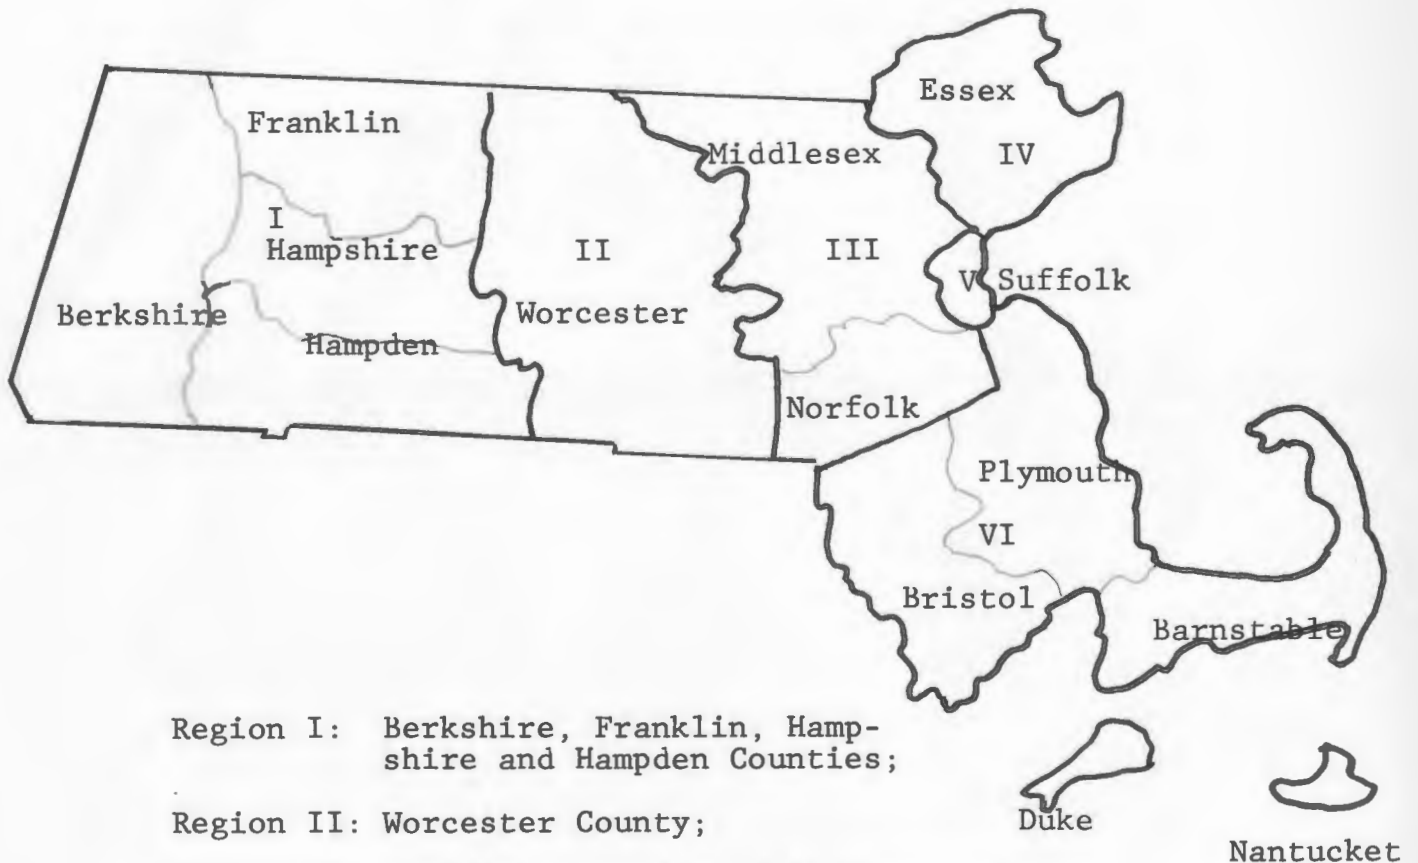 Essex
Franklin
Middlesex
IV
I
Hampshire
II
III
V Suffolk
Berkshire
Worcester
Hampden
Norfolk
Plymouth
VI
Bristol
Barnstable
Region I: Berkshire, Franklin, Hamp-
shire and Hampden Counties;
Region II: Worcester County;
Duke
Nantucket